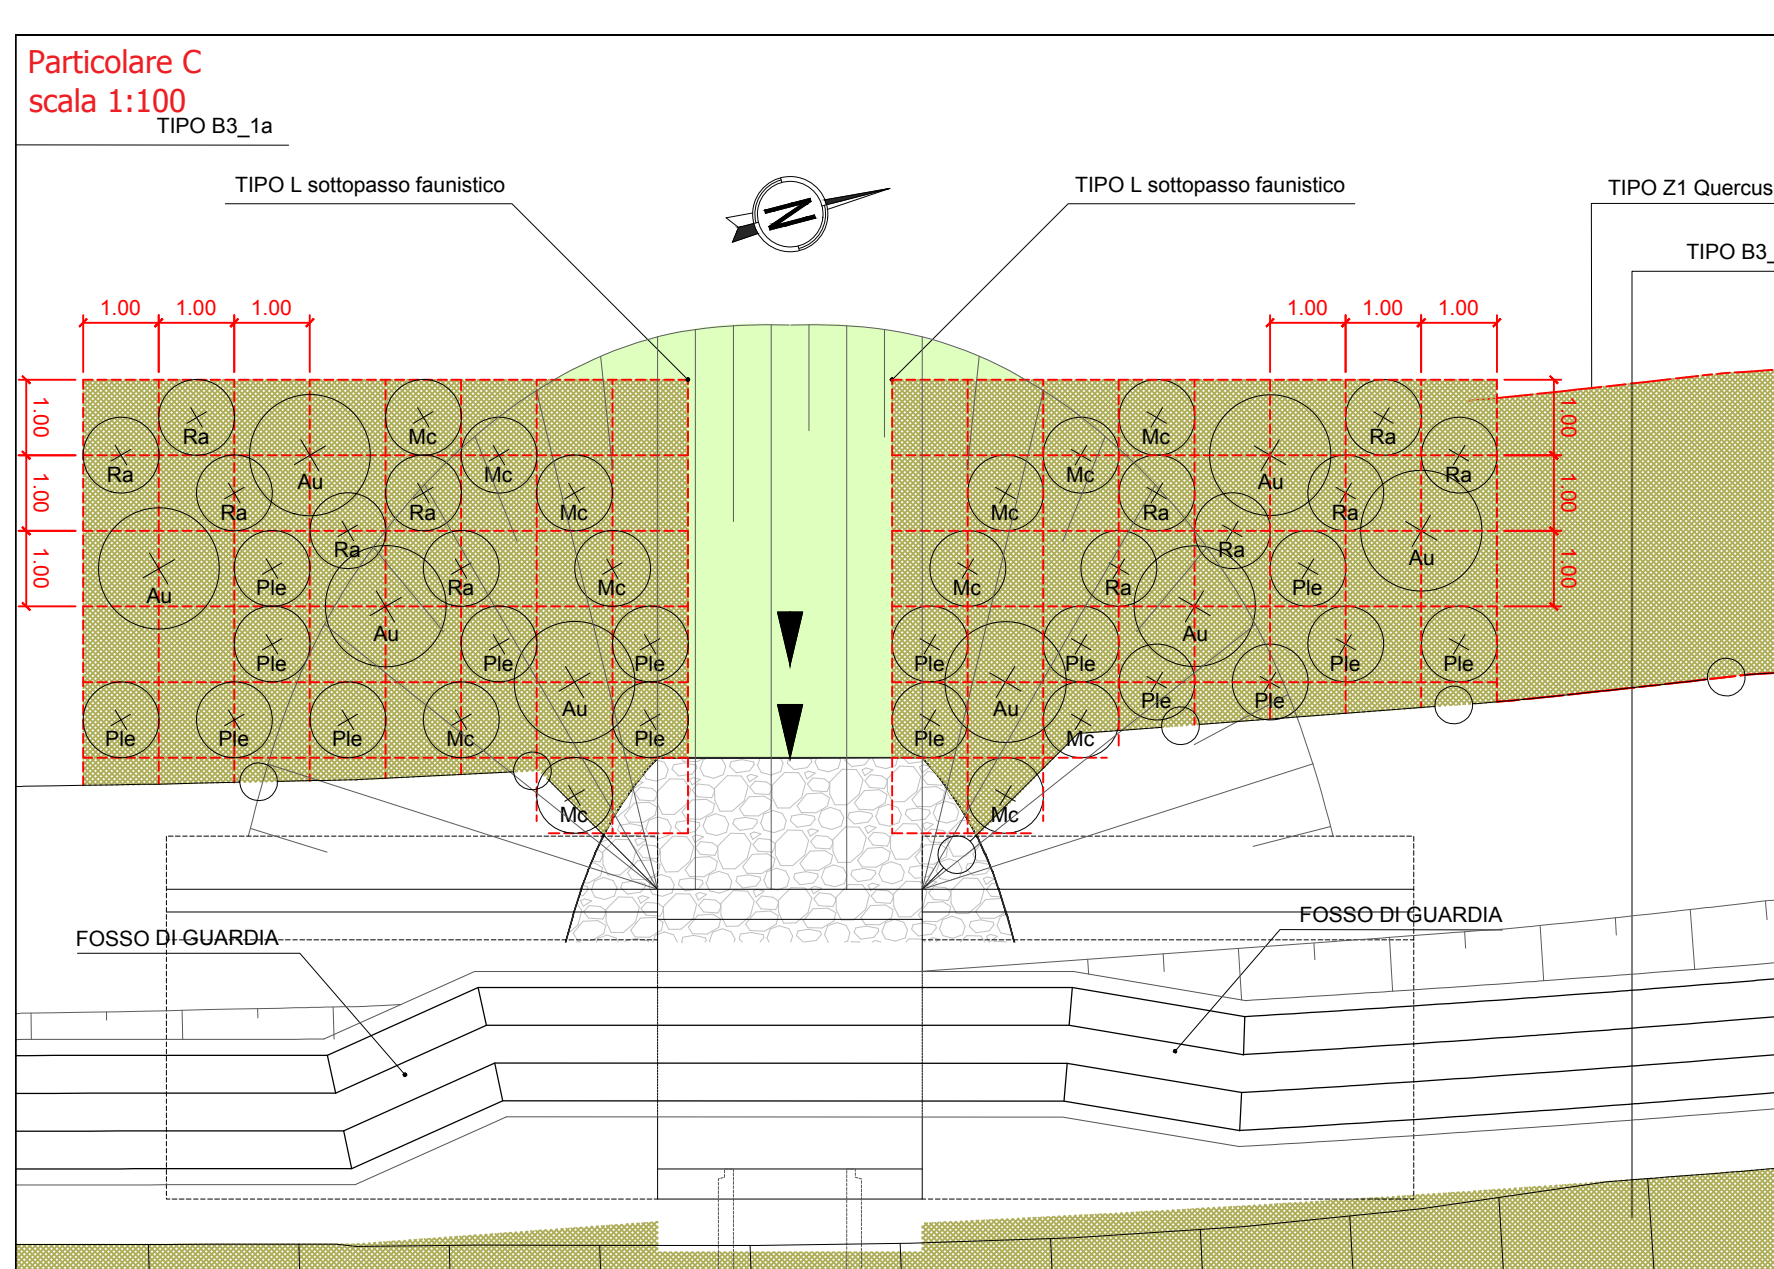 Particolare C
scala 1:100
TIPO B3_1a
TIPO L sottopasso faunistico
N
TIPO L sottopasso faunistico
TIPO Z1 Quercus
TIPO B3_
1.00 1.00 1.00
1.00 1.00 1.00
1.00
1.00
1.00
1.00
1.00
1.00
Ra Mc Mc Ra
Ra Au Mc Mc Au Ra
Ra Ra Mc Mc Ra Ra
Ra Ra
Au Ple Ra Mc Mc Ra Ple Au
Au Au
Ple Ple Ple Ple Ple Ple Ple
Au Au Ple Ple
Ple Ple Ple Mc Ple Ple Mc
Mc Mc
FOSSO DI GUARDIA
FOSSO DI GUARDIA